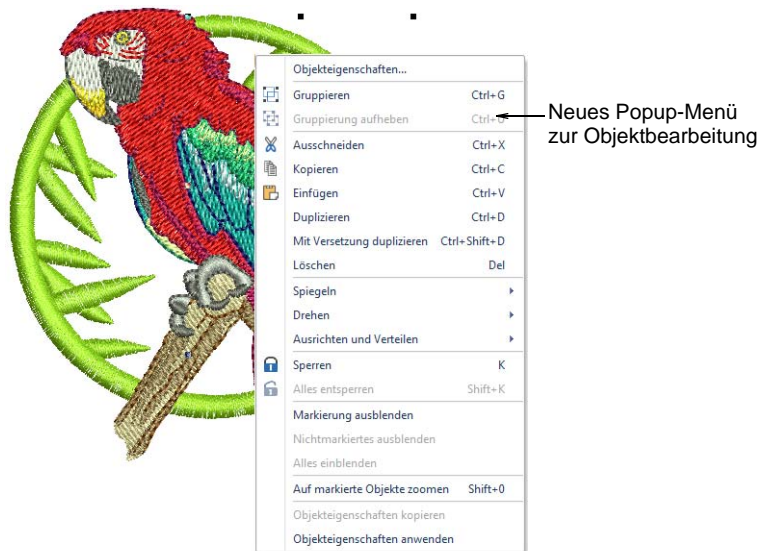 Objekteigenschaften...
Gruppieren Ctrl+G
Gruppierung aufheben Ctrl+U
Neues Popup-Menü
zur Objektbearbeitung
Ausschneiden Ctrl+X
Kopieren Ctrl+C
Einfügen Ctrl+V
Duplizieren Ctrl+D
Mit Versetzung duplizieren Ctrl+Shift+D
Löschen Del
Spiegeln
Drehen
Ausrichten und Verteilen
Sperren K
Alles entsperren Shift+K
Markierung ausblenden
Nichtmarkiertes ausblenden
Alles einblenden
Auf markierte Objekte zoomen Shift+0
Objekteigenschaften kopieren
Objekteigenschaften anwenden